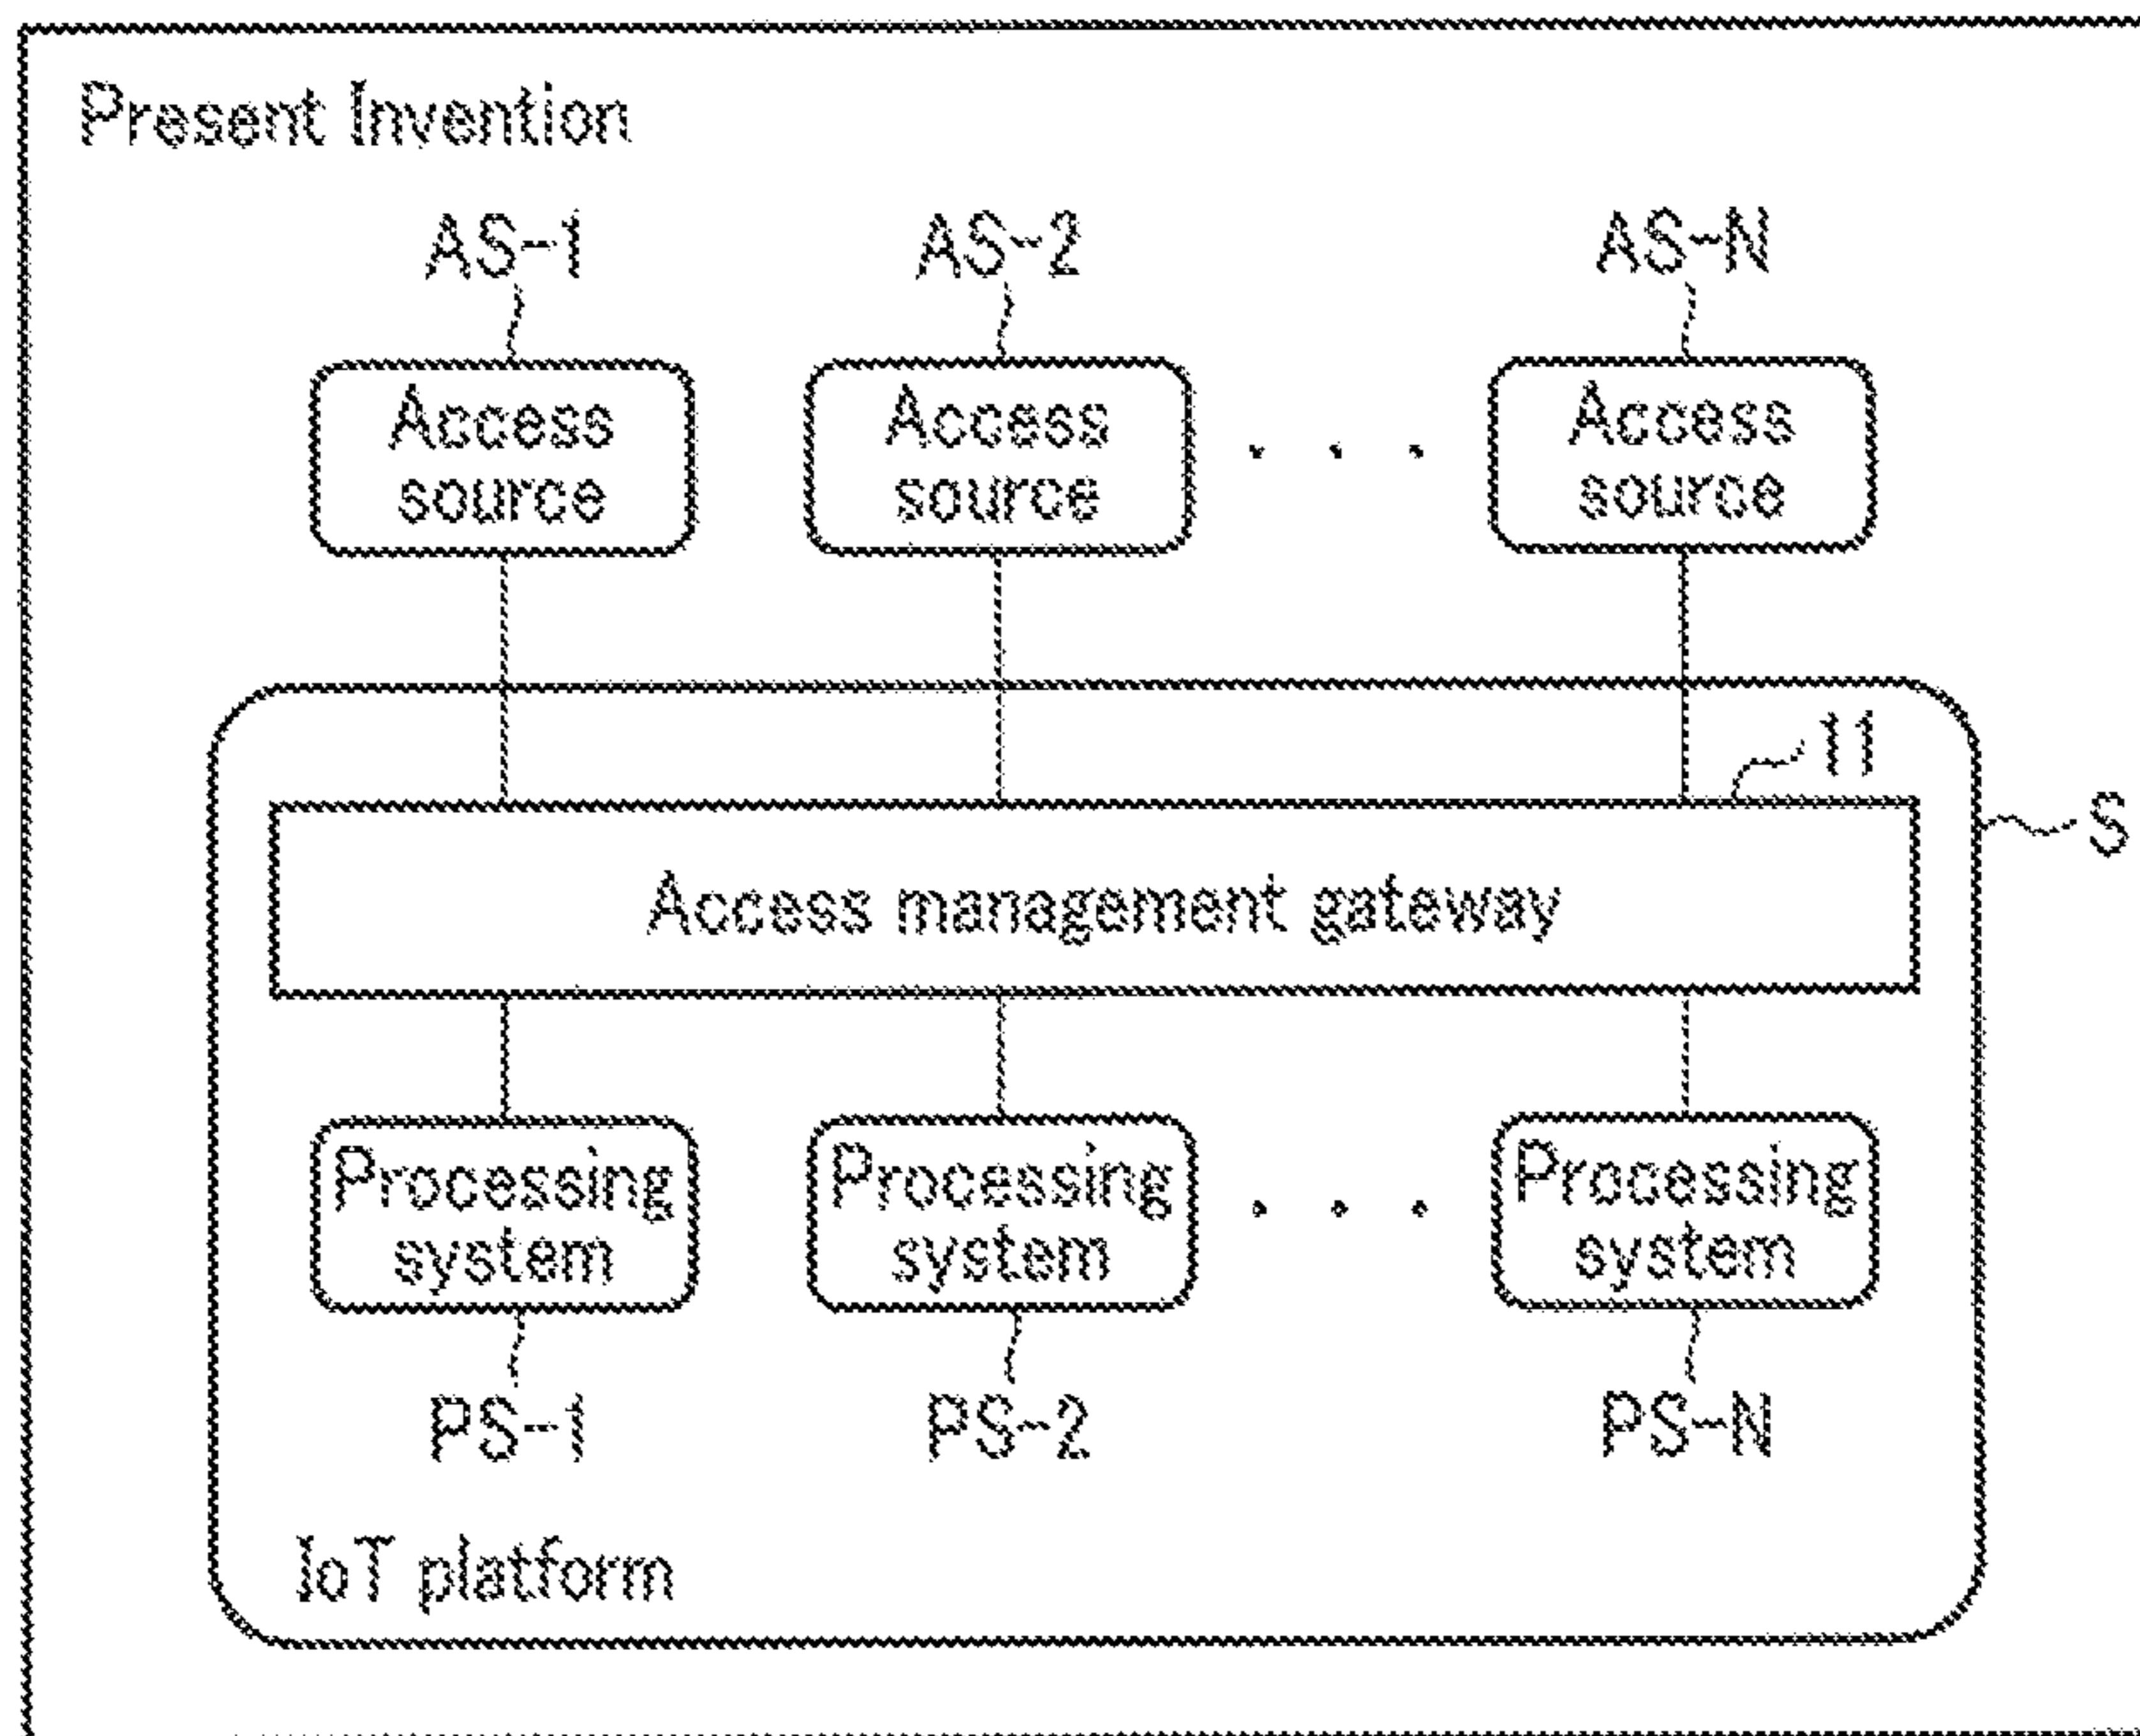 Present Invention
AS-1 AS-2 AS-N
Access Access Access
source source . . . source
11
S
Access management gateway
Processing Processing Processing
system system . . . system
PS-1 PS-2 PS-N
IoT platform